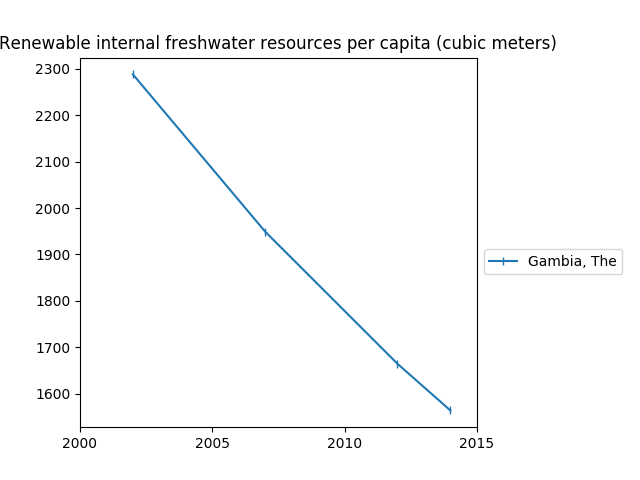 Renewable internal freshwater resources per capita (cubic meters)
2300
2200
2100
2000
1900
1800
1700
1600
2000 2005 2010 2015
Gambia, The